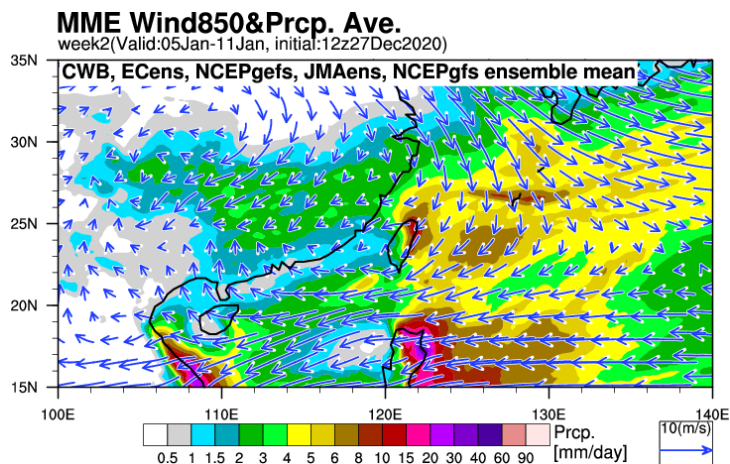 MME Wind850&Prcp. Ave.
week2(Valid:05Jan-11Jan, initial:12z27Dec2020)
35N
CWB, ECens, NCEPgefs, JMAens, NCEPgfs ensemble mean
30N
25N
20N
15N
100E 110E 120E 130E 140E
0.5 1 1.5 2 3 4 5 6 8 10 15 20 30 40 60 90
Prcp.
[mm/day]
10(m/s)